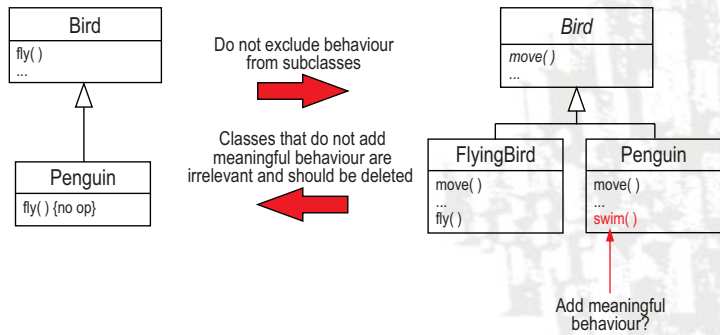 Bird
fly( )
...
Penguin
fly( ) {no op}
Do not exclude behaviour
from subclasses
Classes that do not add
meaningful behaviour are
irrelevant and should be deleted
Bird
move( )
...
FlyingBird
move( )
...
fly( )
Penguin
move( )
...
swim( )
Add meaningful
behaviour?